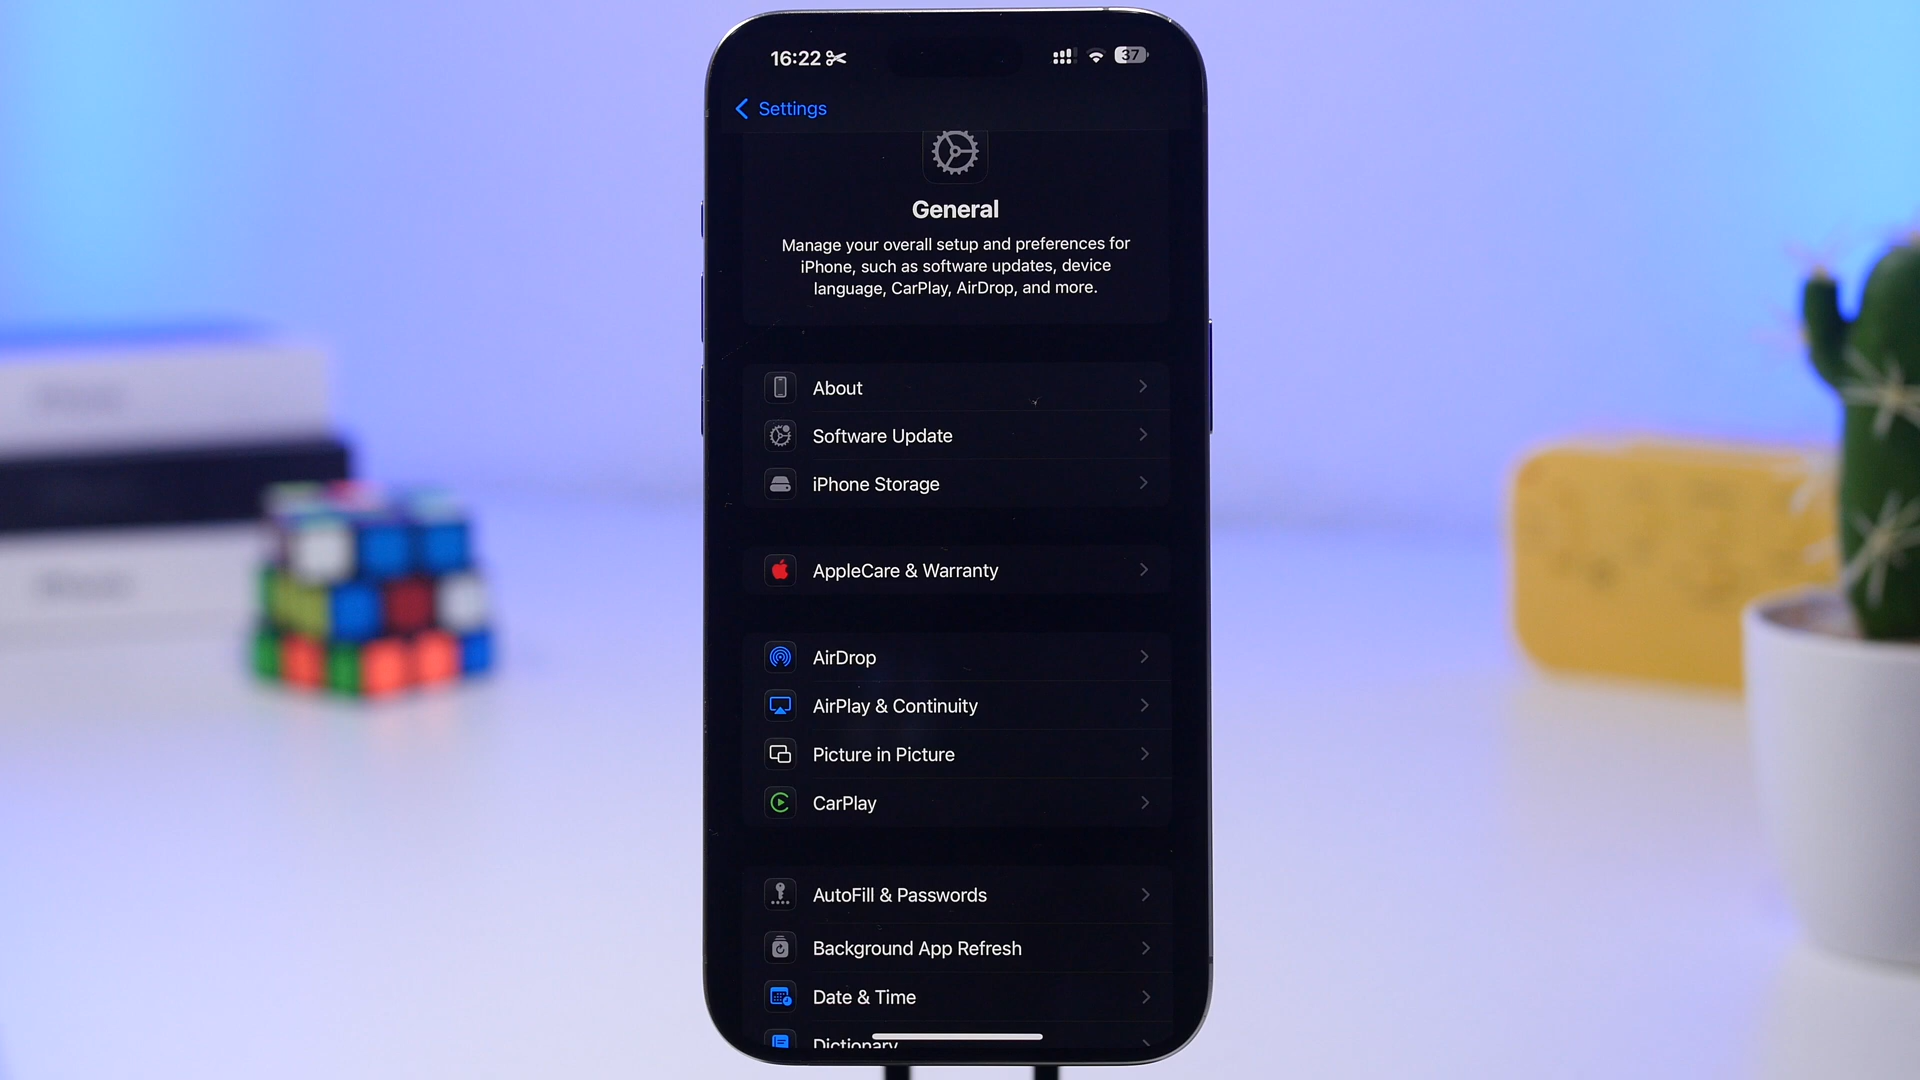 16:22
37
Settings
General
Manage your overall setup and preferences for
iPhone, such as software updates, device
language, CarPlay, AirDrop, and more.
About
Software Update
iPhone Storage
AppleCare & Warranty
AirDrop
AirPlay & Continuity
Picture in Picture
CarPlay
AutoFill & Passwords
Background App Refresh
Date & Time
Dictionary